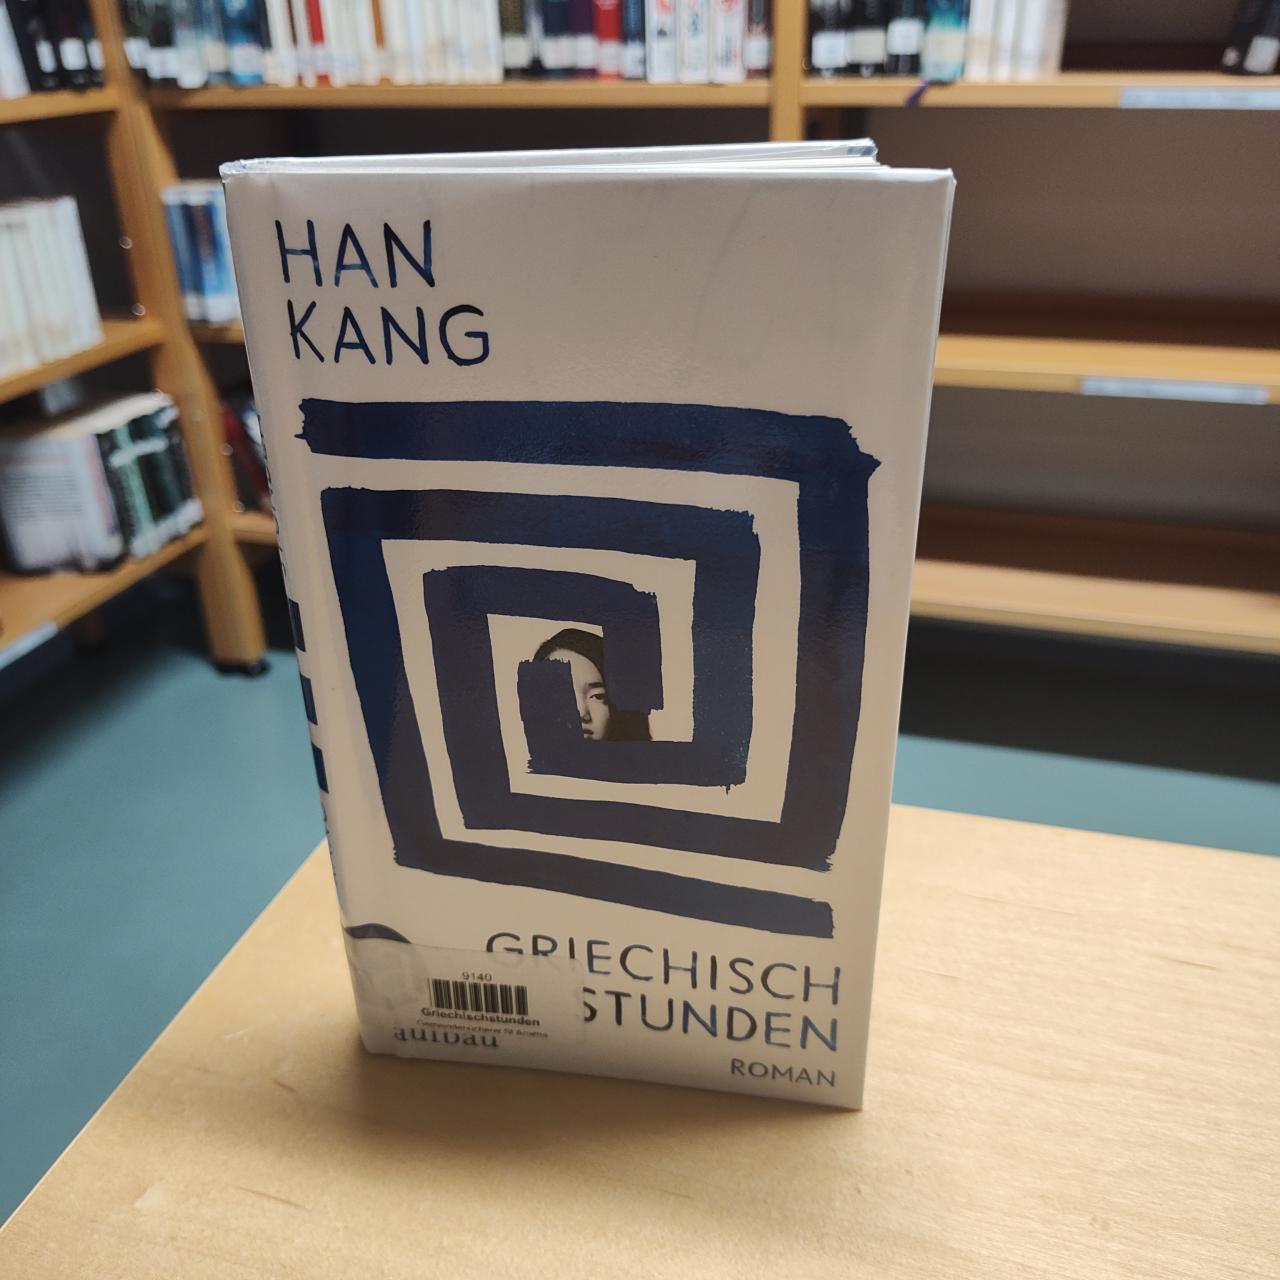 HAN
KANG
GRIECHISCH
STUNDEN
ROMAN
9140
Griechischstunden
aufbau